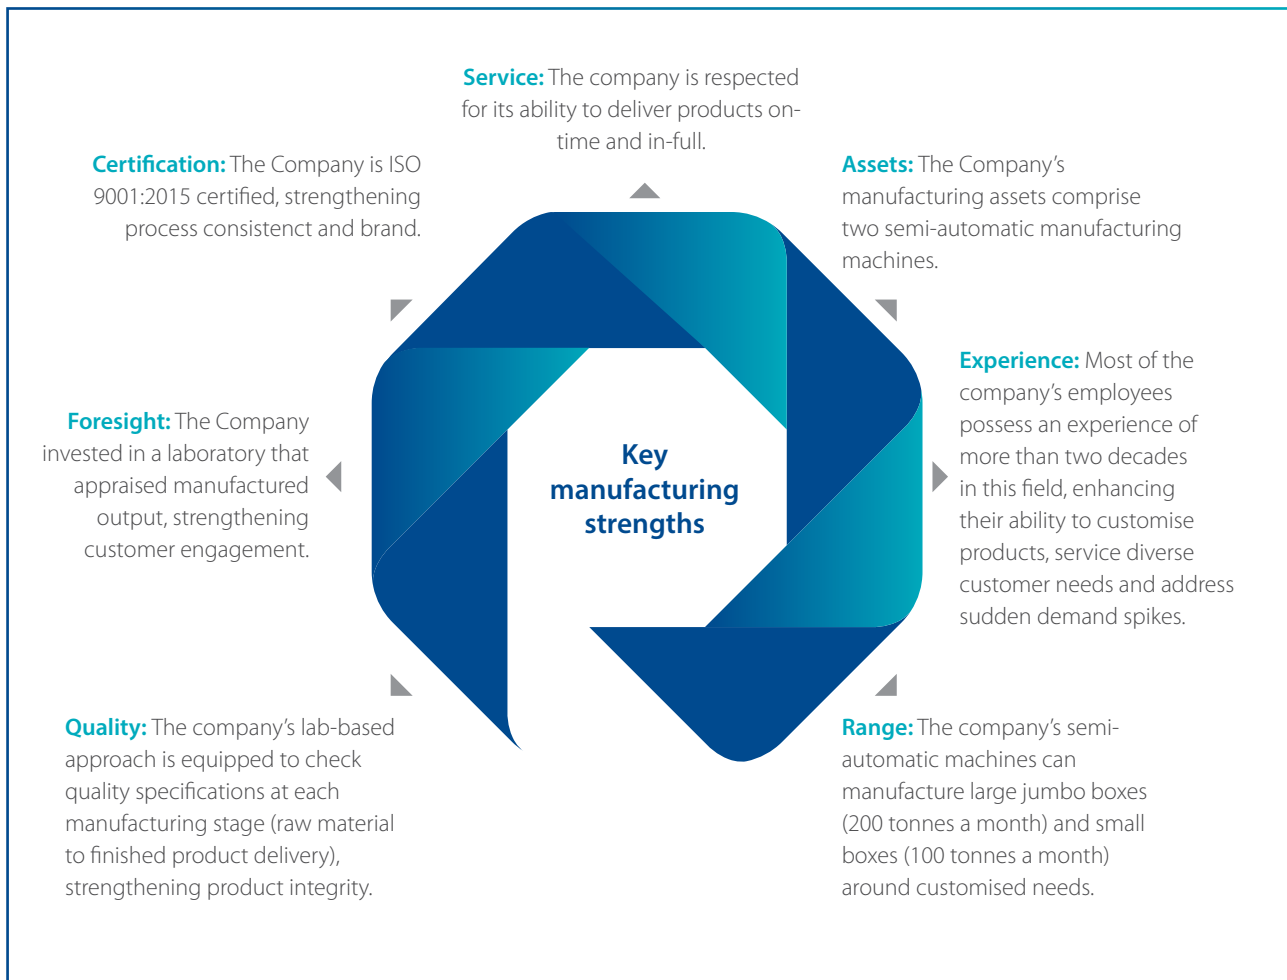 Service: The company is respected
for its ability to deliver products on-
time and in-full.
Certification: The Company is ISO
9001:2015 certified, strengthening
process consistenct and brand.
Assets: The Company’s
manufacturing assets comprise
two semi-automatic manufacturing
machines.
Foresight: The Company
invested in a laboratory that
appraised manufactured
output, strengthening
customer engagement.
Key
manufacturing
strengths
Experience: Most of the
company’s employees
possess an experience of
more than two decades
in this field, enhancing
their ability to customise
products, service diverse
customer needs and address
sudden demand spikes.
Quality: The company’s lab-based
approach is equipped to check
quality specifications at each
manufacturing stage (raw material
to finished product delivery),
strengthening product integrity.
Range: The company’s semi-
automatic machines can
manufacture large jumbo boxes
(200 tonnes a month) and small
boxes (100 tonnes a month)
around customised needs.